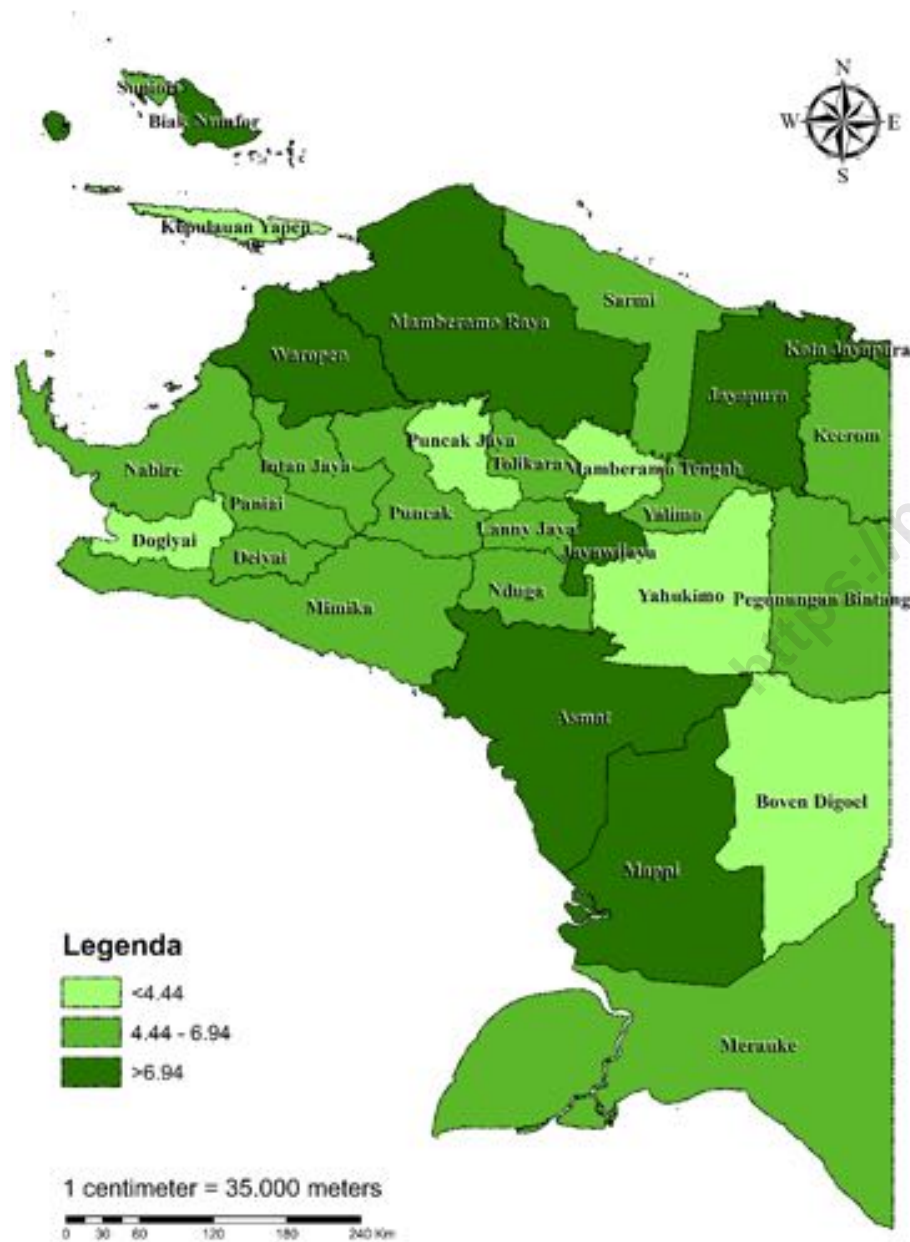 Supiori
N
Biak Numfor
W
E
S
Kepulauan Yapen
Sarmi
Mamberamo Raya
Waropen
Kota Jayapura
Jayapura
Keerom
Puncak Jaya
Tolikara
Mamberamo Tengah
Nabire
Intan Jaya
Paniai
Puncak
Lanny Jaya
Yalimo
Dogiyai
Deiyai
Jayawijaya
Mimika
Nduga
Yahukimo
Pegunungan Bintang
https://p
Asmat
Boven Digoel
Mappi
Merauke
Legenda
<4.44
4.44 - 6.94
>6.94
1 centimeter = 35.000 meters
0 30 60 120 180 240 Km